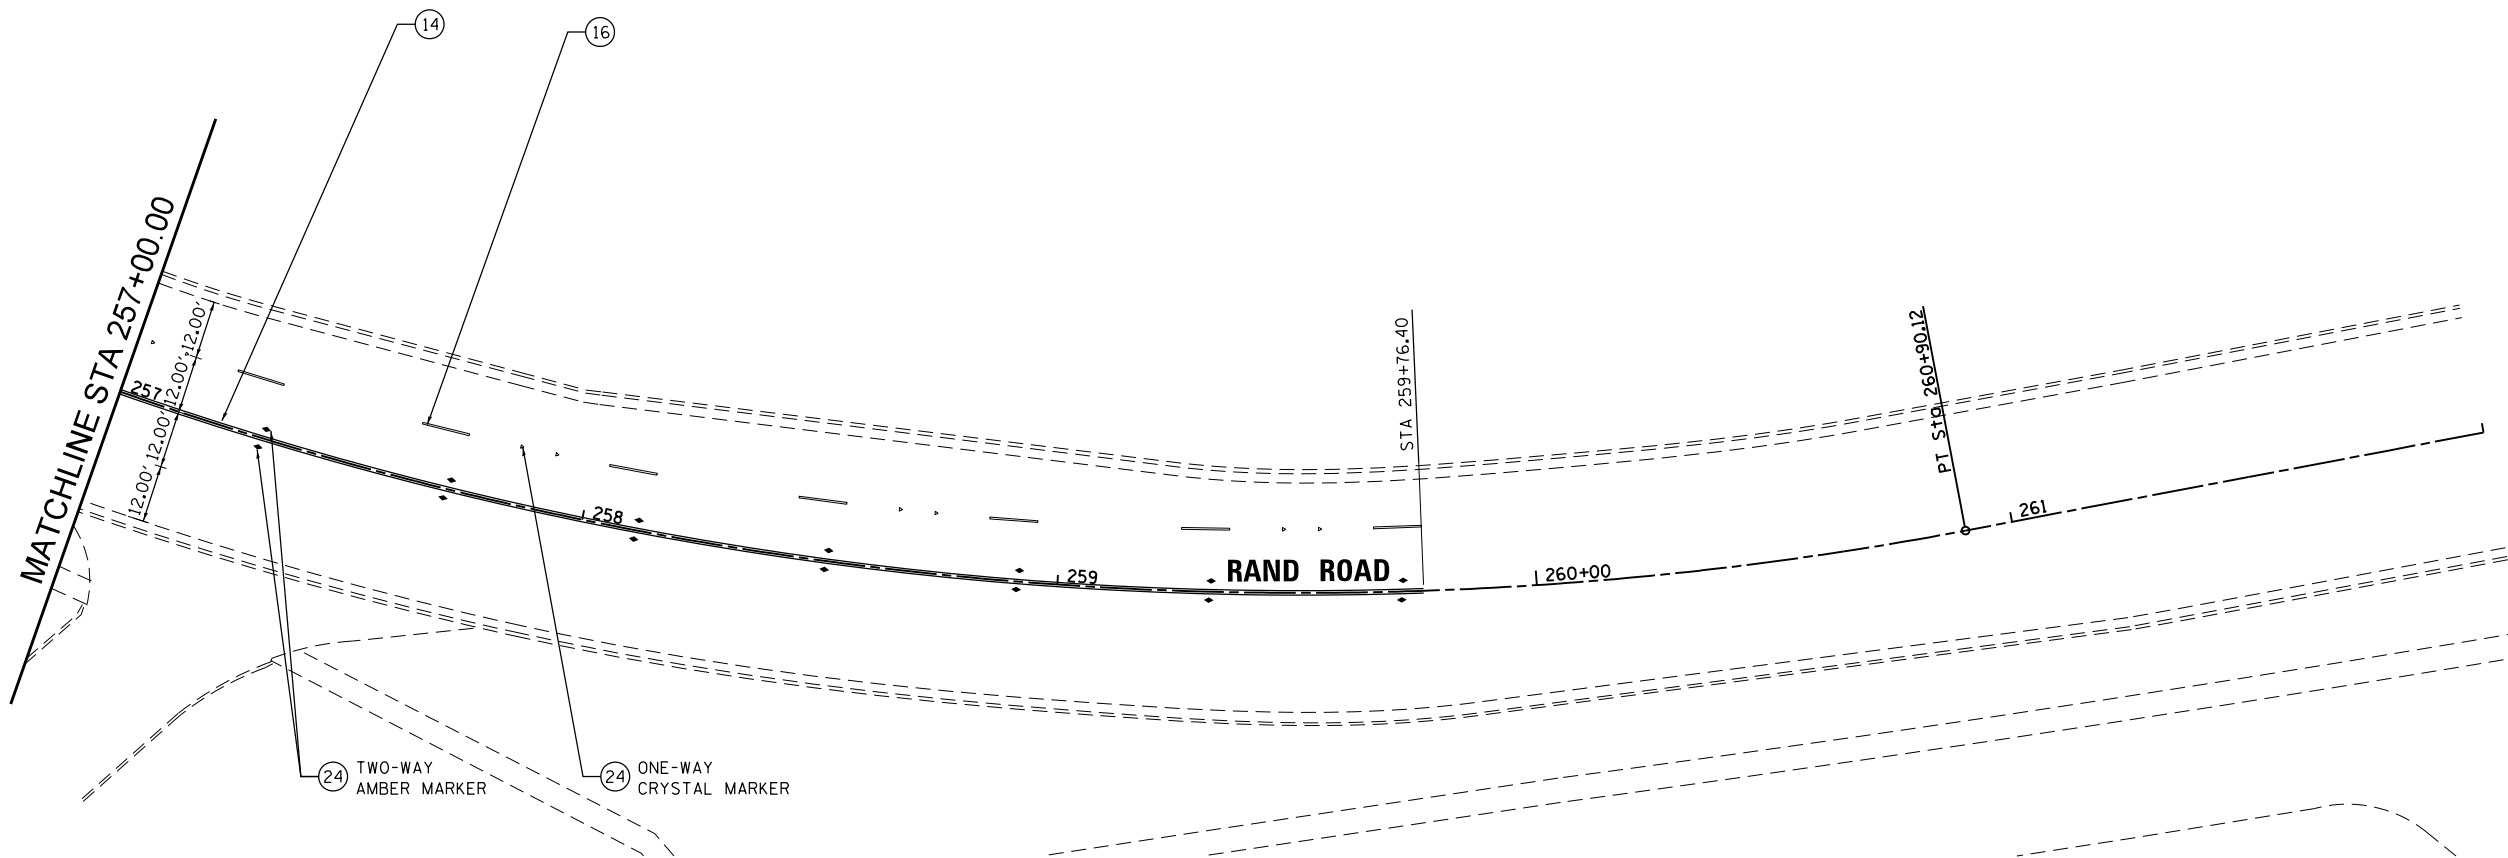 14
16
MATCHLINE STA 257+00.00
12.00'
12.00'
12.00'
12.00'
257
258
259
RAND ROAD
STA 259+76.40
260+00
PT Sta 260+90.12
261
24 TWO-WAY
AMBER MARKER
24 ONE-WAY
CRYSTAL MARKER